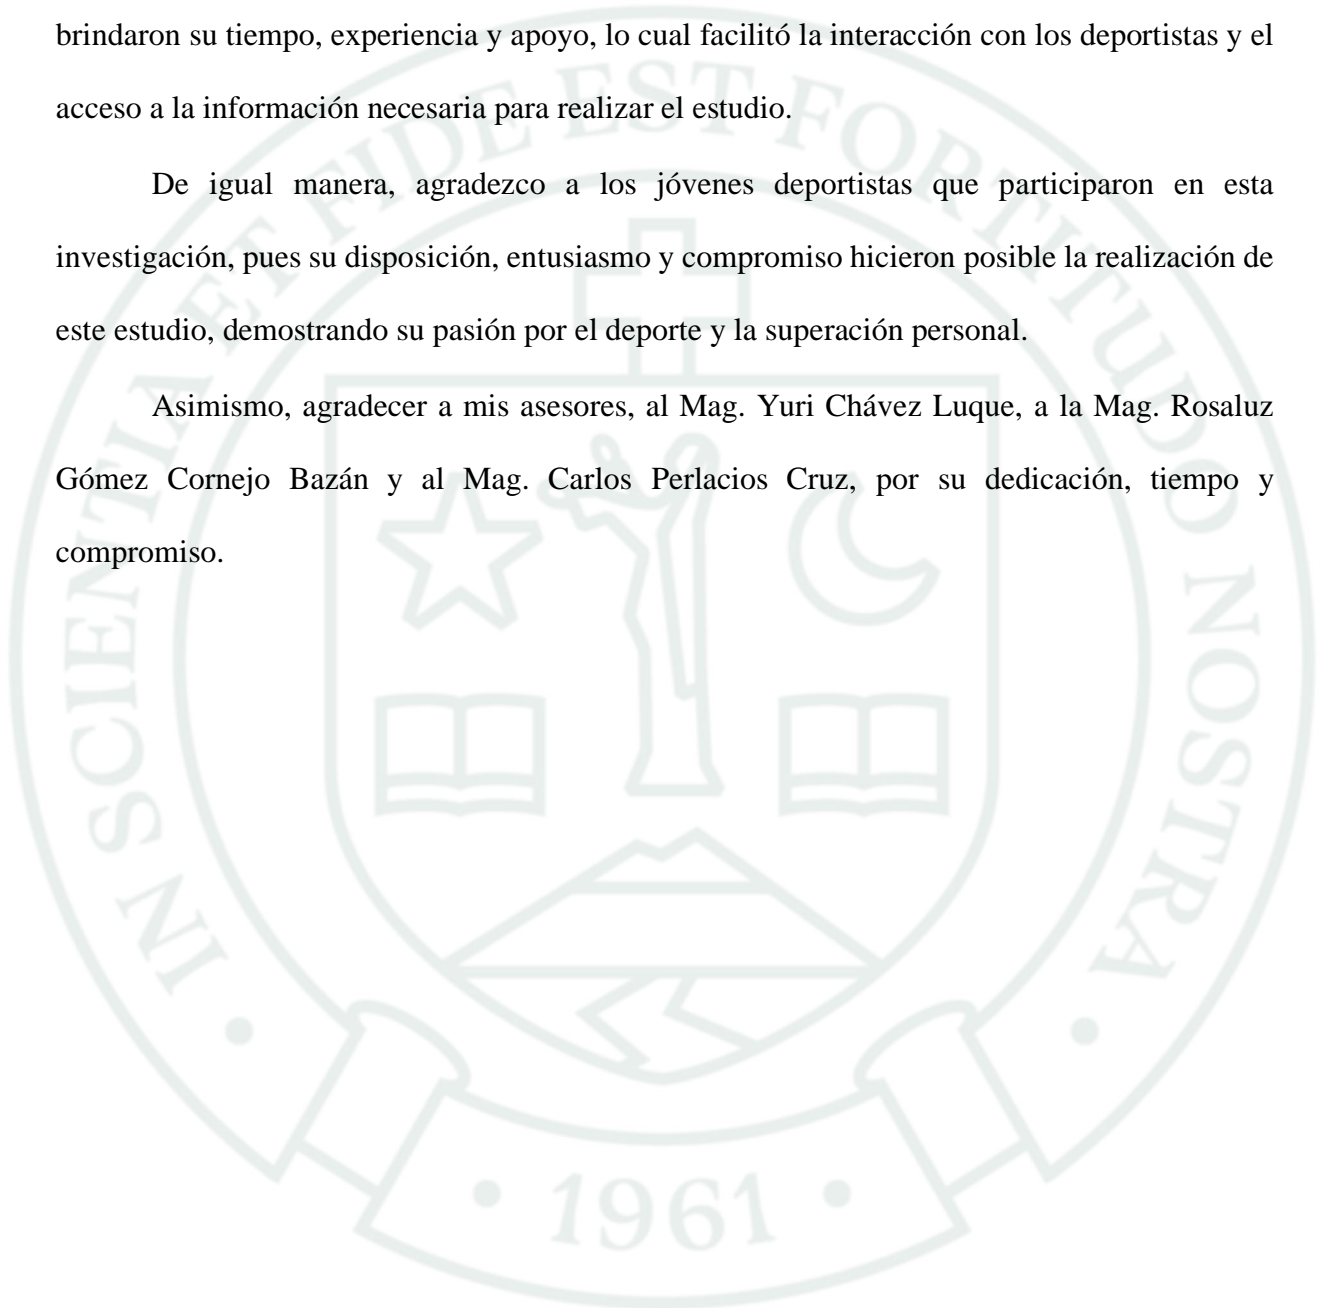 brindaron su tiempo, experiencia y apoyo, lo cual facilitó la interacción con los deportistas y el
acceso a la información necesaria para realizar el estudio.
De igual manera, agradezco a los jóvenes deportistas que participaron en esta
investigación, pues su disposición, entusiasmo y compromiso hicieron posible la realización de
este estudio, demostrando su pasión por el deporte y la superación personal.
Asimismo, agradecer a mis asesores, al Mag. Yuri Chávez Luque, a la Mag. Rosaluz
Gómez Cornejo Bazán y al Mag. Carlos Perlacios Cruz, por su dedicación, tiempo y
compromiso.
IN SCIENTIA ET FIDE EST FORTITUDO NOSTRA
• 1961 •